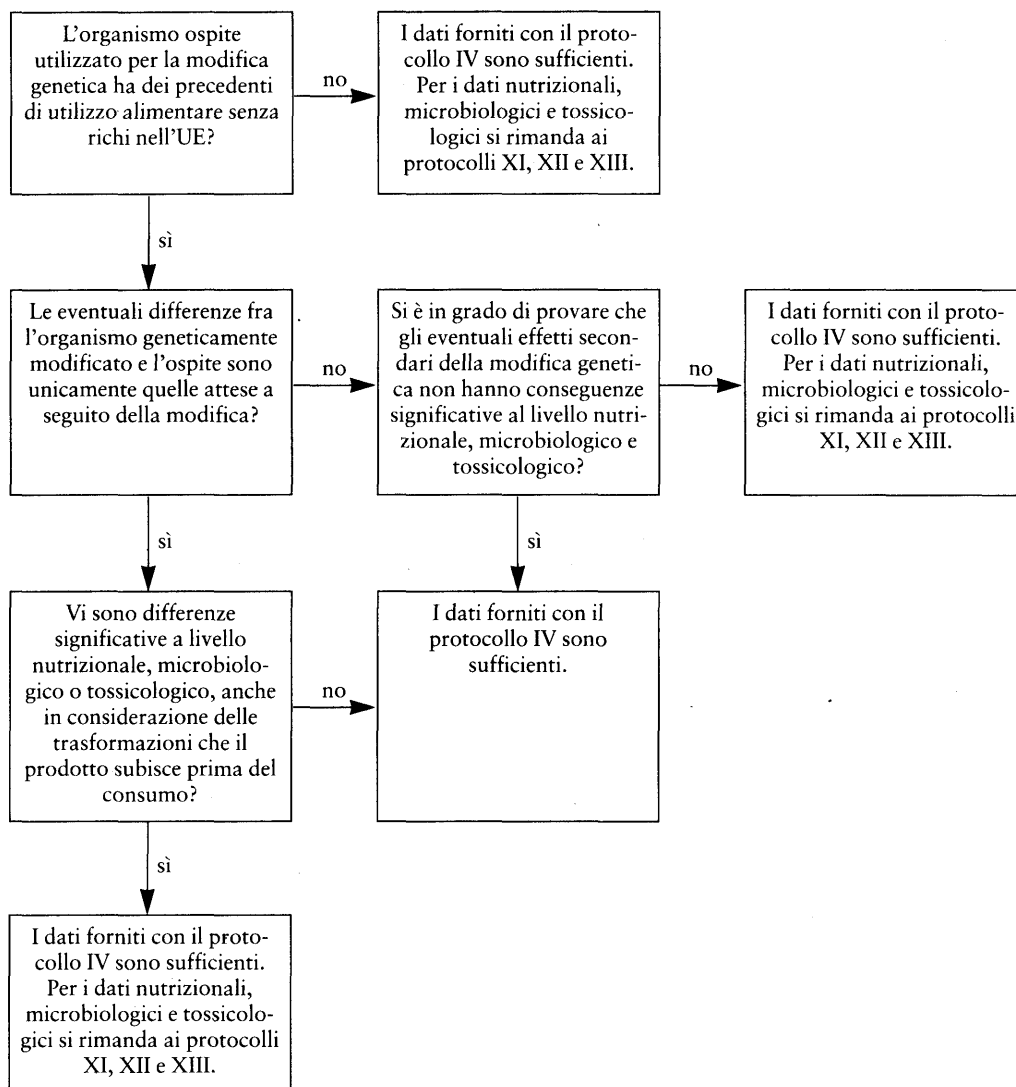 L'organismo ospite
utilizzato per la modifica
genetica ha dei precedenti
di utilizzo alimentare senza
richi nell'UE?
no
I dati forniti con il proto-
collo IV sono sufficienti.
Per i dati nutrizionali,
microbiologici e tossico-
logici si rimanda ai
protocolli XI, XII e XIII.
sì
Le eventuali differenze fra
l'organismo geneticamente
modificato e l'ospite sono
unicamente quelle attese a
seguito della modifica?
no
Si è in grado di provare che
gli eventuali effetti secon-
dari della modifica geneti-
ca non hanno conseguenze
significative al livello nutri-
zionale, microbiologico e
tossicologico?
no
I dati forniti con il proto-
collo IV sono sufficienti.
Per i dati nutrizionali,
microbiologici e tossicolo-
gici si rimanda ai protocolli
XI, XII e XIII.
sì
sì
Vi sono differenze
significative a livello
nutrizionale, microbiolo-
gico o tossicologico, anche
in considerazione delle
trasformazioni che il
prodotto subisce prima del
consumo?
no
I dati forniti con il
protocollo IV sono
sufficienti.
sì
I dati forniti con il proto-
collo IV sono sufficienti.
Per i dati nutrizionali,
microbiologici e tossicolo-
gici si rimanda ai protocolli
XI, XII e XIII.